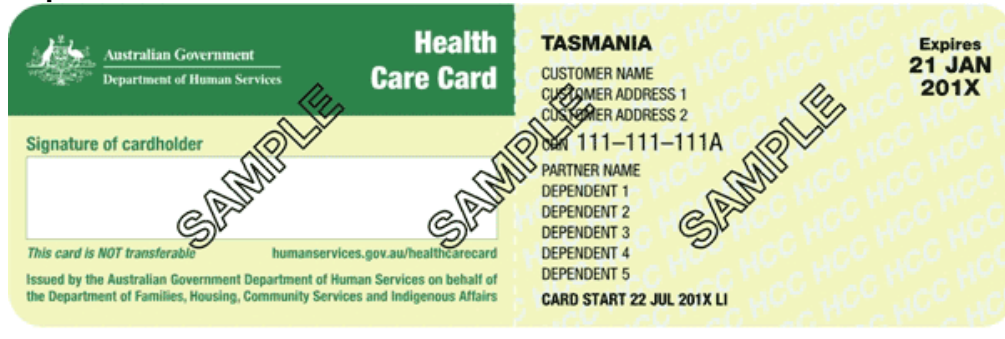 Australian Government
Department of Human Services
Health
Care Card
Signature of cardholder
This card is NOT transferable
humanservices.gov.au/healthcarecard
Issued by the Australian Government Department of Human Services on behalf of
the Department of Families, Housing, Community Services and Indigenous Affairs
TASMANIA
CUSTOMER NAME
CUSTOMER ADDRESS 1
CUSTOMER ADDRESS 2
CRN 111–111–111A
PARTNER NAME
DEPENDENT 1
DEPENDENT 2
DEPENDENT 3
DEPENDENT 4
DEPENDENT 5
CARD START 22 JUL 201X LI
Expires
21 JAN
201X
SAMPLE
SAMPLE
SAMPLE